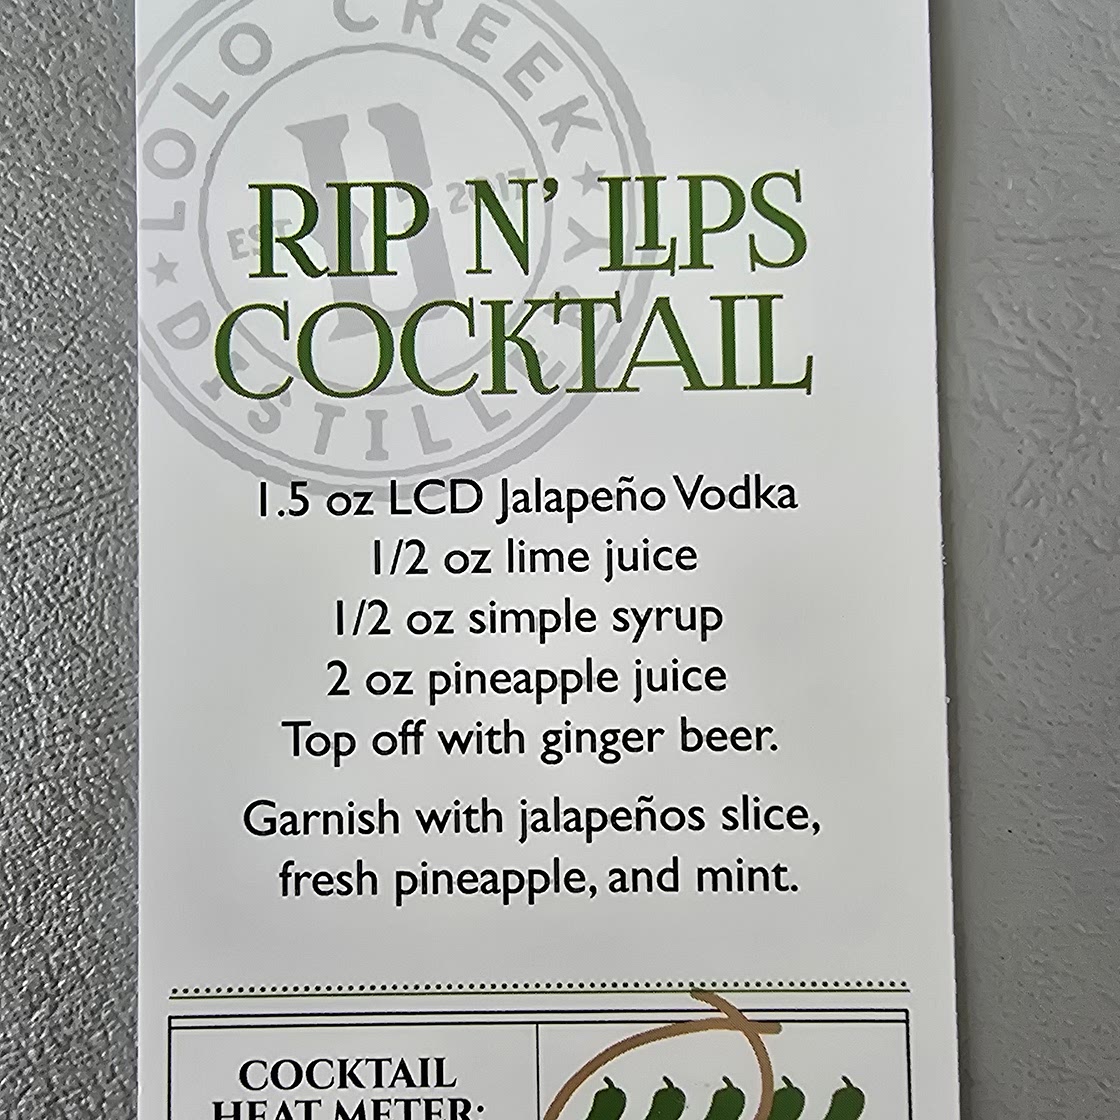 LOLO CREEK DISTILLERY
EST. 2017
RIP N' LIPS
COCKTAIL
1.5 oz LCD Jalapeño Vodka
1/2 oz lime juice
1/2 oz simple syrup
2 oz pineapple juice
Top off with ginger beer.
Garnish with jalapeños slice,
fresh pineapple, and mint.
COCKTAIL
HEAT METER: